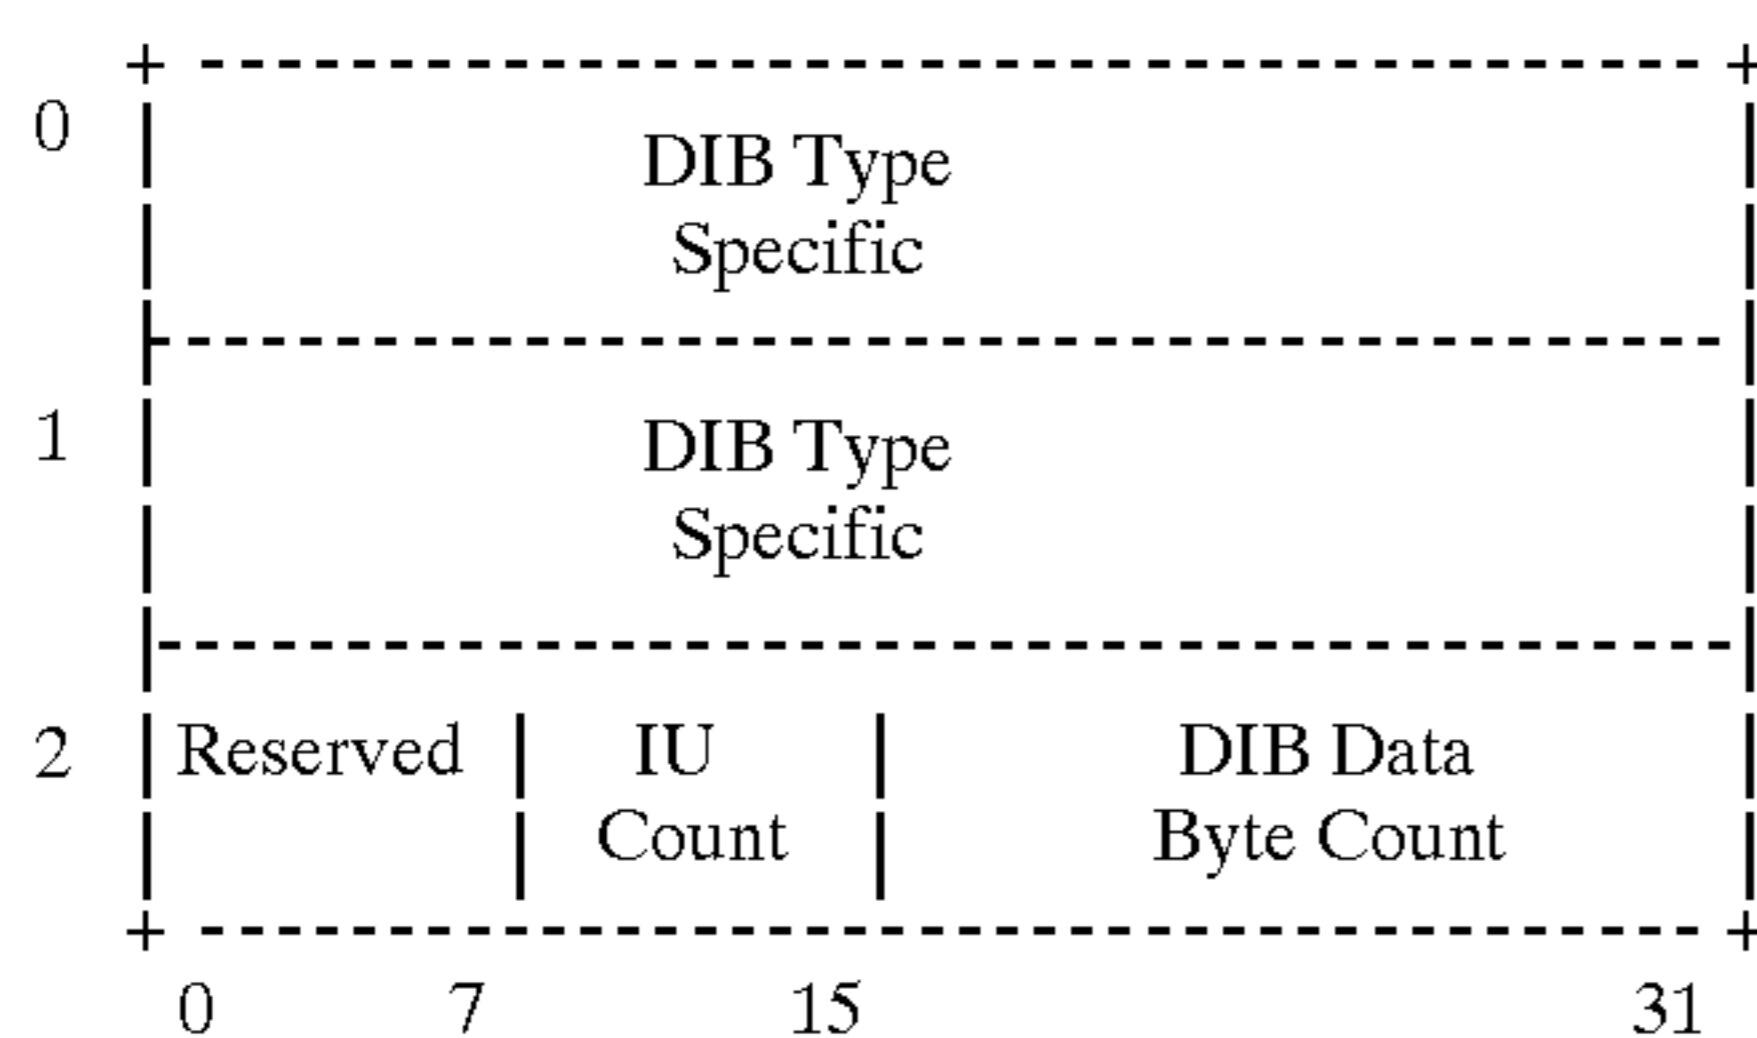 0
DIB Type
Specific
1
DIB Type
Specific
2 Reserved IU DIB Data
Count Byte Count
0 7 15 31